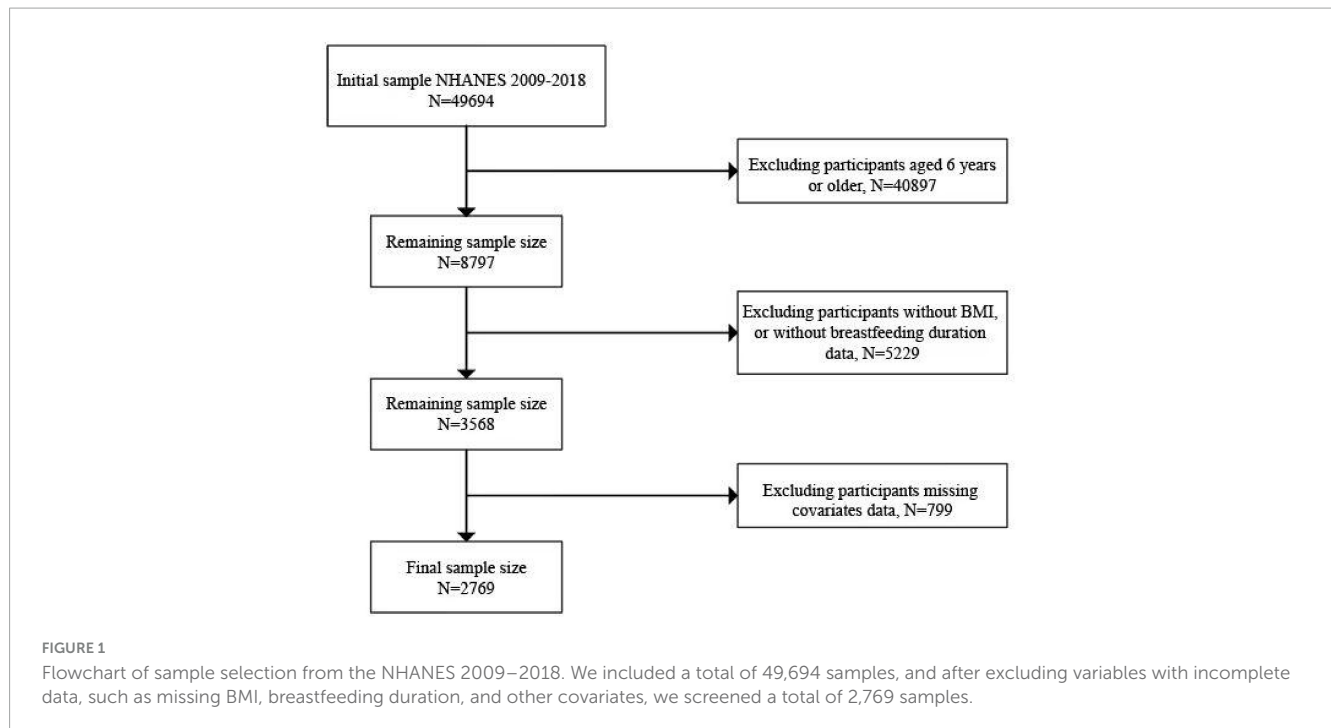 Initial sample NHANES 2009-2018
N=49694
Excluding participants aged 6 years
or older, N=40897
Remaining sample size
N=8797
Excluding participants without BMI,
or without breastfeeding duration
data, N=5229
Remaining sample size
N=3568
Excluding participants missing
covariates data, N=799
Final sample size
N=2769
FIGURE 1
Flowchart of sample selection from the NHANES 2009–2018. We included a total of 49,694 samples, and after excluding variables with incomplete
data, such as missing BMI, breastfeeding duration, and other covariates, we screened a total of 2,769 samples.